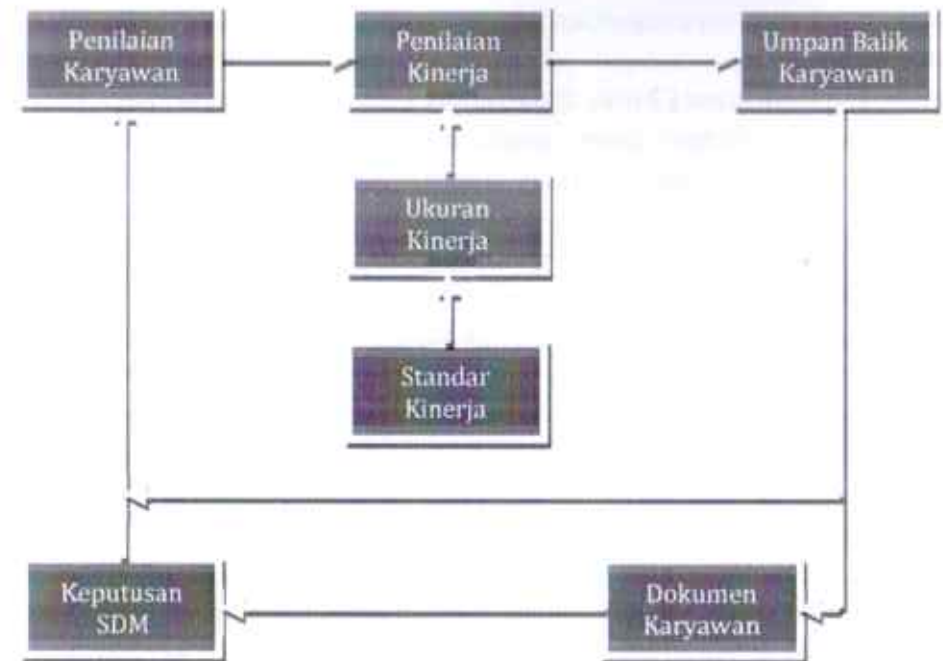 Penilaian
Karyawan
Penilaian
Kinerja
Umpan Balik
Karyawan
Ukuran
Kinerja
Standar
Kinerja
Keputusan
SDM
Dokumen
Karyawan